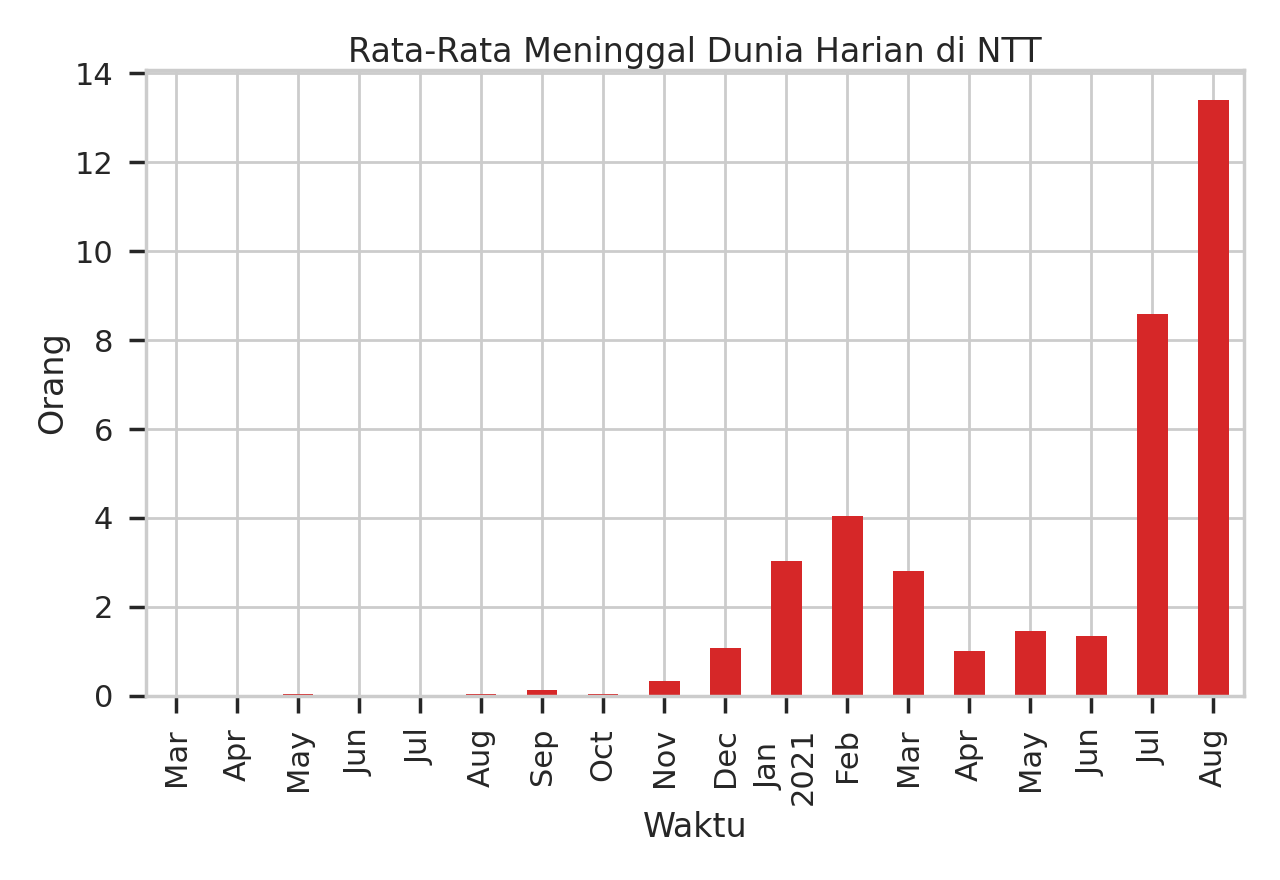 Rata-Rata Meninggal Dunia Harian di NTT
14
12
10
8
6
4
2
0
Orang
Mar
Apr
May
Jun
Jul
Aug
Sep
Oct
Nov
Dec
Jan
2021
Feb
Mar
Apr
May
Jun
Jul
Aug
Waktu